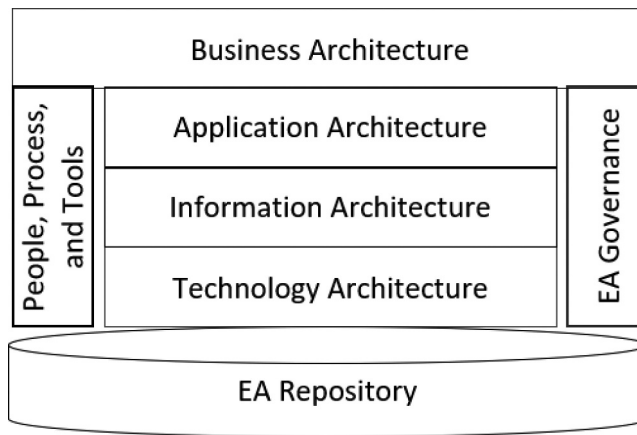 Business Architecture
People, Process,
and Tools
Application Architecture
Information Architecture
Technology Architecture
EA Governance
EA Repository